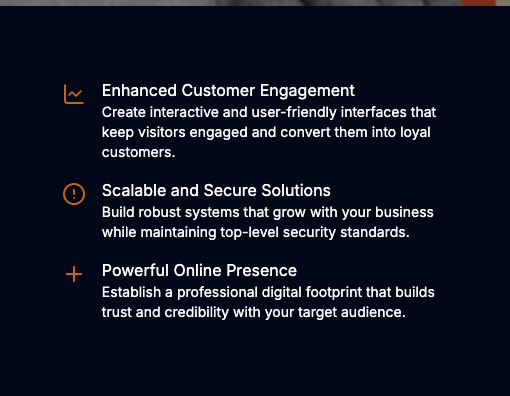 Enhanced Customer Engagement
Create interactive and user-friendly interfaces that
keep visitors engaged and convert them into loyal
customers.
Scalable and Secure Solutions
Build robust systems that grow with your business
while maintaining top-level security standards.
Powerful Online Presence
Establish a professional digital footprint that builds
trust and credibility with your target audience.